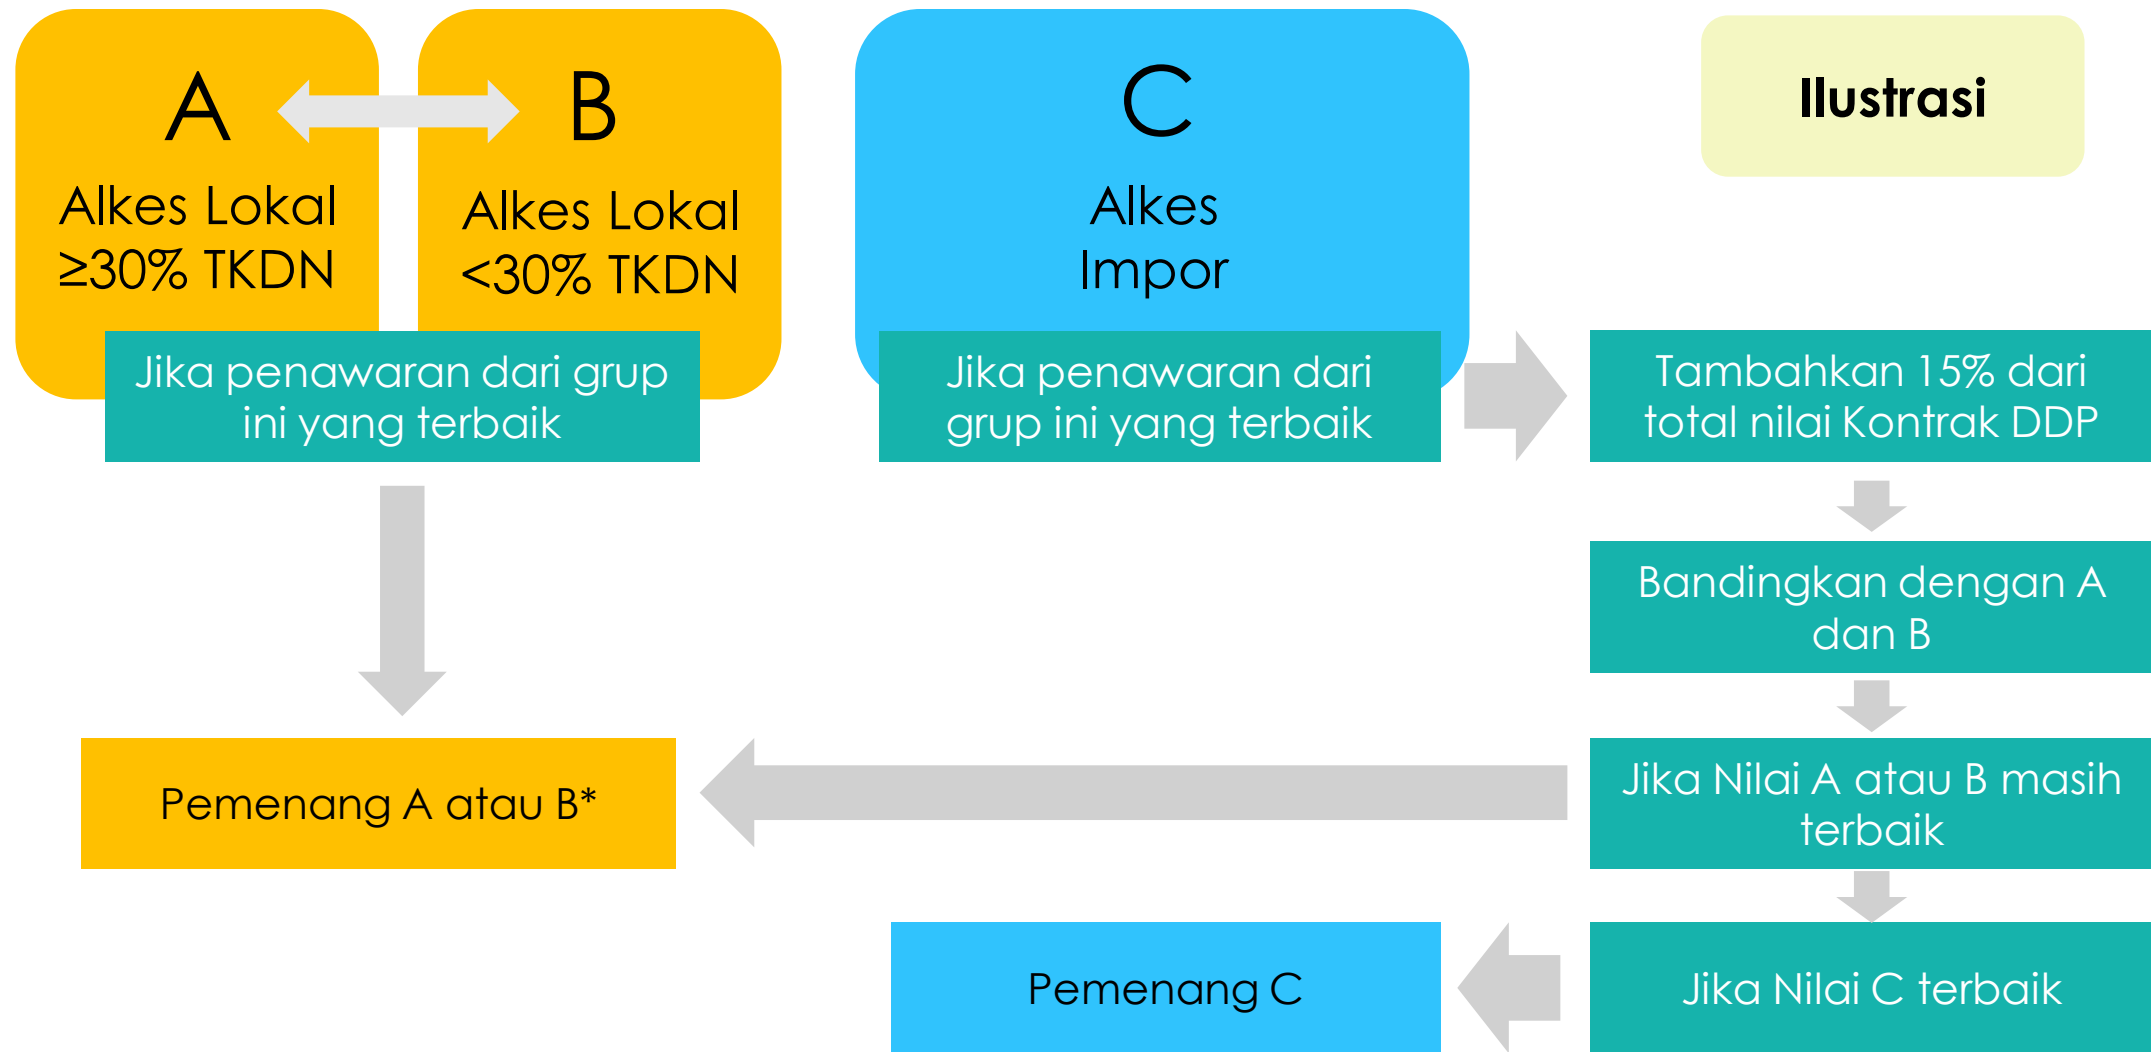 A
Alkes Lokal
≥30% TKDN
B
Alkes Lokal
<30% TKDN
C
Alkes
Impor
Ilustrasi
Jika penawaran dari grup
ini yang terbaik
Jika penawaran dari
grup ini yang terbaik
Tambahkan 15% dari
total nilai Kontrak DDP
Bandingkan dengan A
dan B
Jika Nilai A atau B masih
terbaik
Pemenang A atau B*
Pemenang C
Jika Nilai C terbaik